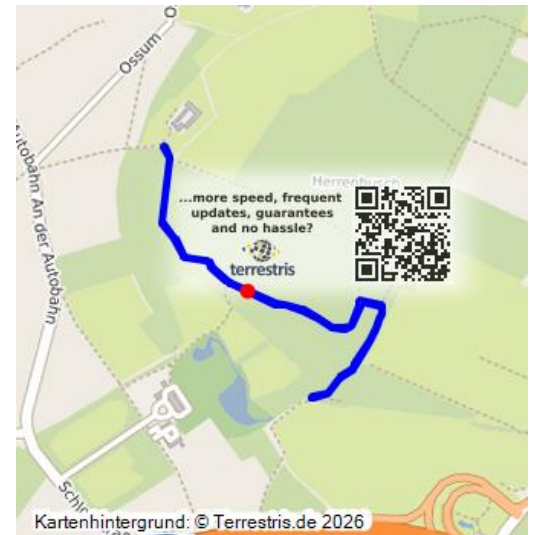 Ossum
O
Autobahn An der Autobahn
Herrenbusch
...more speed, frequent
updates, guarantees
and no hassle?
terrestris
Kartenhintergrund: © Terrestris.de 2026